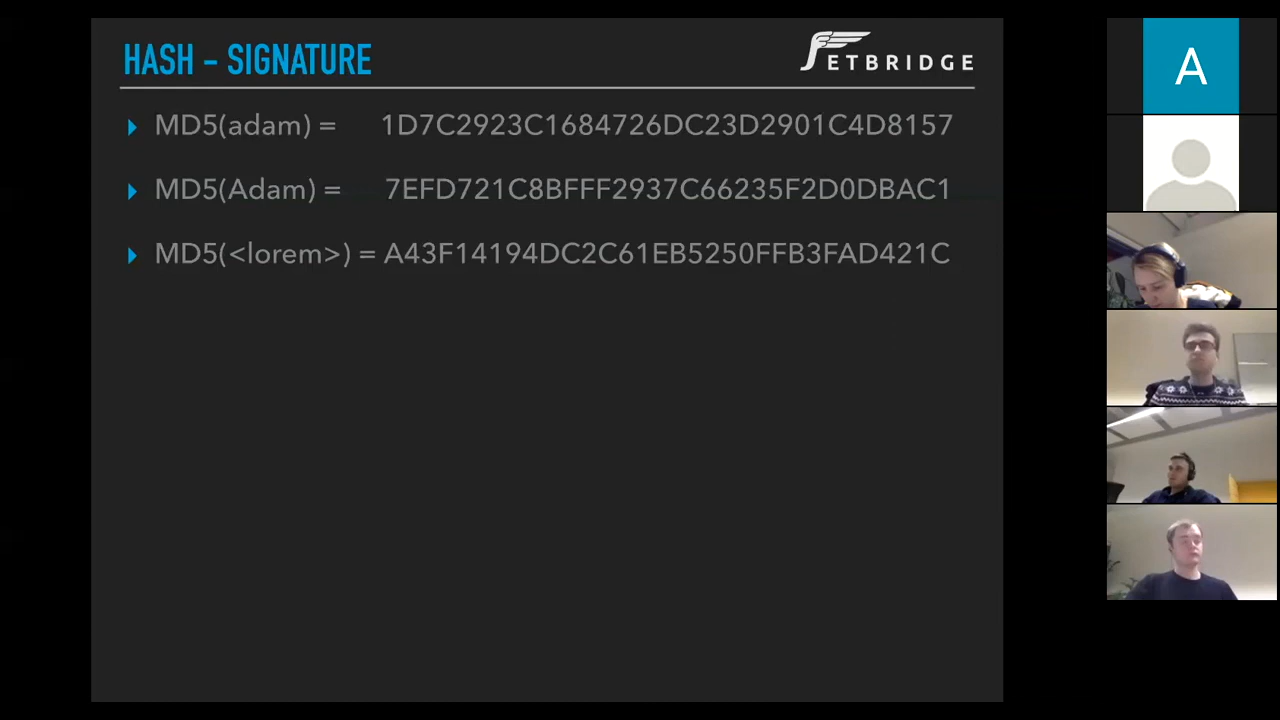 HASH – SIGNATURE
JETBRIDGE
MD5(adam) = 1D7C2923C1684726DC23D2901C4D8157
MD5(Adam) = 7EFD721C8BFFF2937C66235F2D0DBAC1
MD5(<lorem>) = A43F14194DC2C61EB5250FFB3FAD421C
A